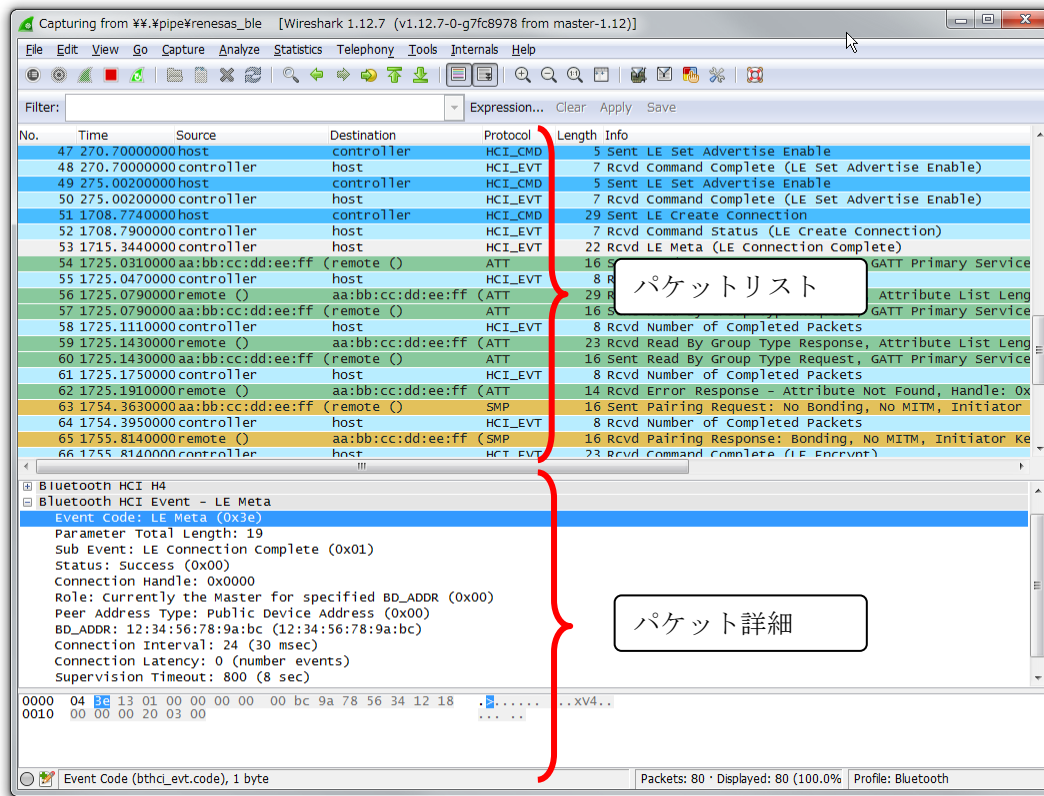 Capturing from ¥¥.¥pipe¥renesas_ble [Wireshark 1.12.7 (v1.12.7-0-g7fc8978 from master-1.12)]
File Edit View Go Capture Analyze Statistics Telephony Tools Internals Help
Filter: Expression... Clear Apply Save
No. Time Source Destination Protocol Length Info
47 270.70000000 host controller HCI_CMD 5 Sent LE Set Advertise Enable
48 270.70000000 controller host HCI_EVT 7 Rcvd Command Complete (LE Set Advertise Enable)
49 275.00200000 host controller HCI_CMD 5 Sent LE Set Advertise Enable
50 275.00200000 controller host HCI_EVT 7 Rcvd Command Complete (LE Set Advertise Enable)
51 1708.7740000 host controller HCI_CMD 29 Sent LE Create Connection
52 1708.7900000 controller host HCI_EVT 7 Rcvd Command Status (LE Create Connection)
53 1715.3440000 controller host HCI_EVT 22 Rcvd LE Meta (LE Connection Complete)
54 1725.0310000 aa:bb:cc:dd:ee:ff (remote () ATT 16 GATT Primary Service
55 1725.0470000 controller host HCI_EVT 8
パケットリスト
56 1725.0790000 remote () aa:bb:cc:dd:ee:ff (ATT 29 Attribute List Leng
57 1725.0790000 aa:bb:cc:dd:ee:ff (remote () ATT 16 GATT Primary Service
58 1725.1110000 controller host HCI_EVT 8 Rcvd Number of Completed Packets
59 1725.1430000 remote () aa:bb:cc:dd:ee:ff (ATT 23 Rcvd Read By Group Type Response, Attribute List Leng
60 1725.1430000 aa:bb:cc:dd:ee:ff (remote () ATT 16 Sent Read By Group Type Request, GATT Primary Service
61 1725.1750000 controller host HCI_EVT 8 Rcvd Number of Completed Packets
62 1725.1910000 remote () aa:bb:cc:dd:ee:ff (ATT 14 Rcvd Error Response - Attribute Not Found, Handle: 0x
63 1754.3630000 aa:bb:cc:dd:ee:ff (remote () SMP 16 Sent Pairing Request: No Bonding, No MITM, Initiator
64 1754.3950000 controller host HCI_EVT 8 Rcvd Number of Completed Packets
65 1755.8140000 remote () aa:bb:cc:dd:ee:ff (SMP 16 Rcvd Pairing Response: Bonding, No MITM, Initiator Ke
66 1755.8140000 controller host HCI_EVT 23 Rcvd Command Complete (LE Encrypt)
Bluetooth HCI H4
Bluetooth HCI Event - LE Meta
Event Code: LE Meta (0x3e)
Parameter Total Length: 19
Sub Event: LE Connection Complete (0x01)
Status: Success (0x00)
Connection Handle: 0x0000
Role: Currently the Master for specified BD_ADDR (0x00)
Peer Address Type: Public Device Address (0x00)
BD_ADDR: 12:34:56:78:9a:bc (12:34:56:78:9a:bc)
Connection Interval: 24 (30 msec)
Connection Latency: 0 (number events)
Supervision Timeout: 800 (8 sec)
パケット詳細
0000 04 3e 13 01 00 00 00 00 00 bc 9a 78 56 34 12 18 .>...... ...xV4..
0010 00 00 00 20 03 00 ... ..
Event Code (bthci_evt.code), 1 byte
Packets: 80 · Displayed: 80 (100.0%
Profile: Bluetooth